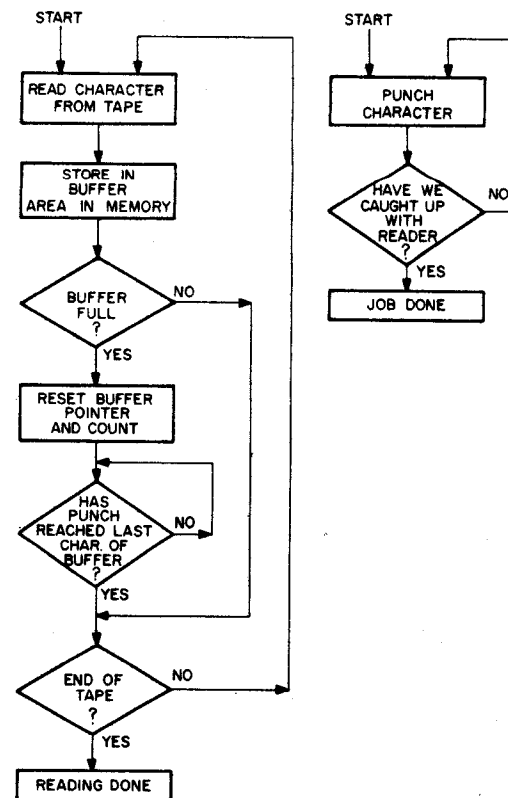 START
READ CHARACTER
FROM TAPE
STORE IN
BUFFER
AREA IN MEMORY
BUFFER
FULL
?
NO
YES
RESET BUFFER
POINTER
AND COUNT
HAS
PUNCH
REACHED LAST
CHAR. OF
BUFFER
?
NO
YES
END OF
TAPE
?
NO
YES
READING DONE
START
PUNCH
CHARACTER
HAVE WE
CAUGHT UP
WITH
READER
?
NO
YES
JOB DONE